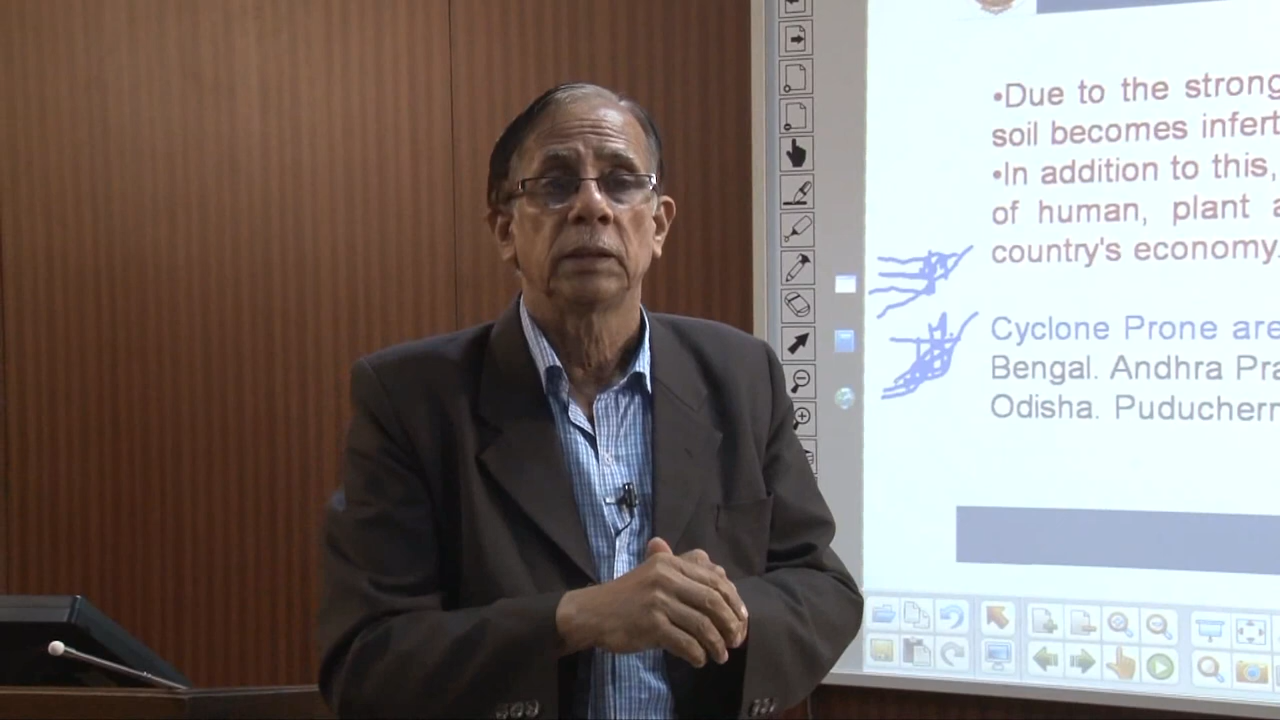 •Due to the strong
soil becomes infert
•In addition to this,
of human, plant a
country's economy.
Cyclone Prone are
Bengal. Andhra Pra
Odisha. Puducherr